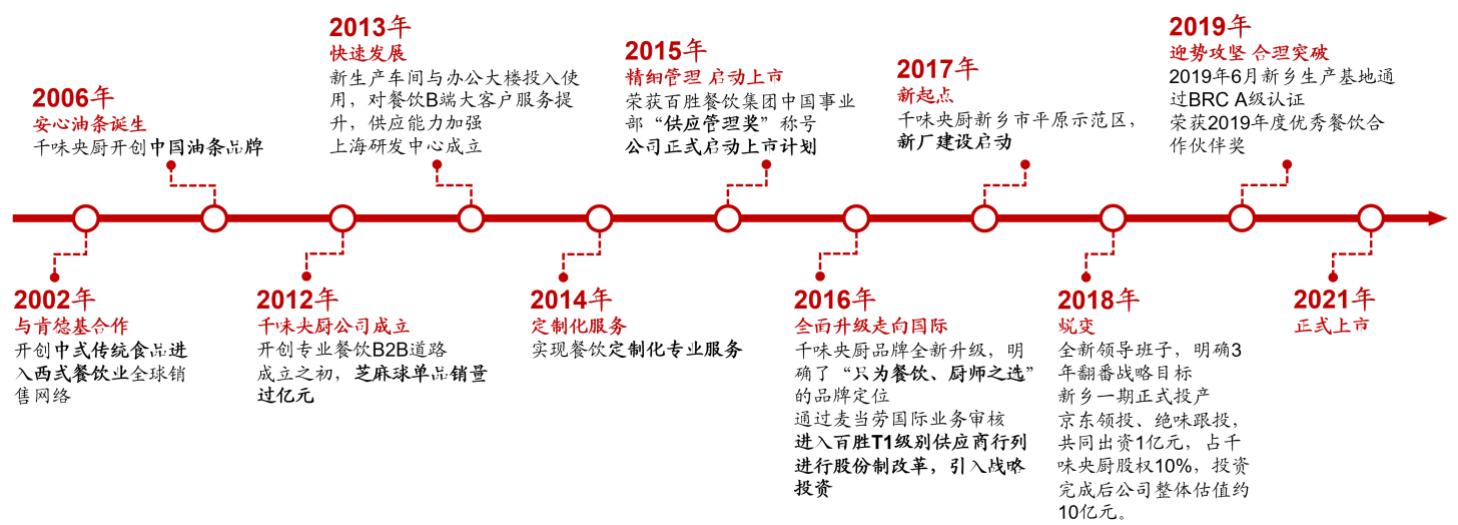 2002年
与肯德基合作
开创中式传统食品进
入西式餐饮业全球销
售网络
2006年
安心油条诞生
千味央厨开创中国油条品牌
2012年
千味央厨公司成立
开创专业餐饮B2B道路
成立之初，芝麻球单品销量
过亿元
2013年
快速发展
新生产车间与办公大楼投入使
用，对餐饮B端大客户服务提
升，供应能力加强
上海研发中心成立
2014年
定制化服务
实现餐饮定制化专业服务
2015年
精细管理 启动上市
荣获百胜餐饮集团中国事业
部“供应管理奖”称号
公司正式启动上市计划
2016年
全面升级走向国际
千味央厨品牌全新升级，明
确了“只为餐饮、厨师之选”
的品牌定位
通过麦当劳国际业务审核
进入百胜T1级别供应商行列
进行股份制改革，引入战略
投资
2017年
新起点
千味央厨新乡市平原示范区，
新厂建设启动
2018年
蜕变
全新领导班子，明确3
年翻番战略目标
新乡一期正式投产
京东领投、绝味跟投，
共同出资1亿元，占千
味央厨股权10%，投资
完成后公司整体估值约
10亿元。
2019年
迎势攻坚 合理突破
2019年6月新乡生产基地通
过BRC A级认证
荣获2019年度优秀餐饮合
作伙伴奖
2021年
正式上市